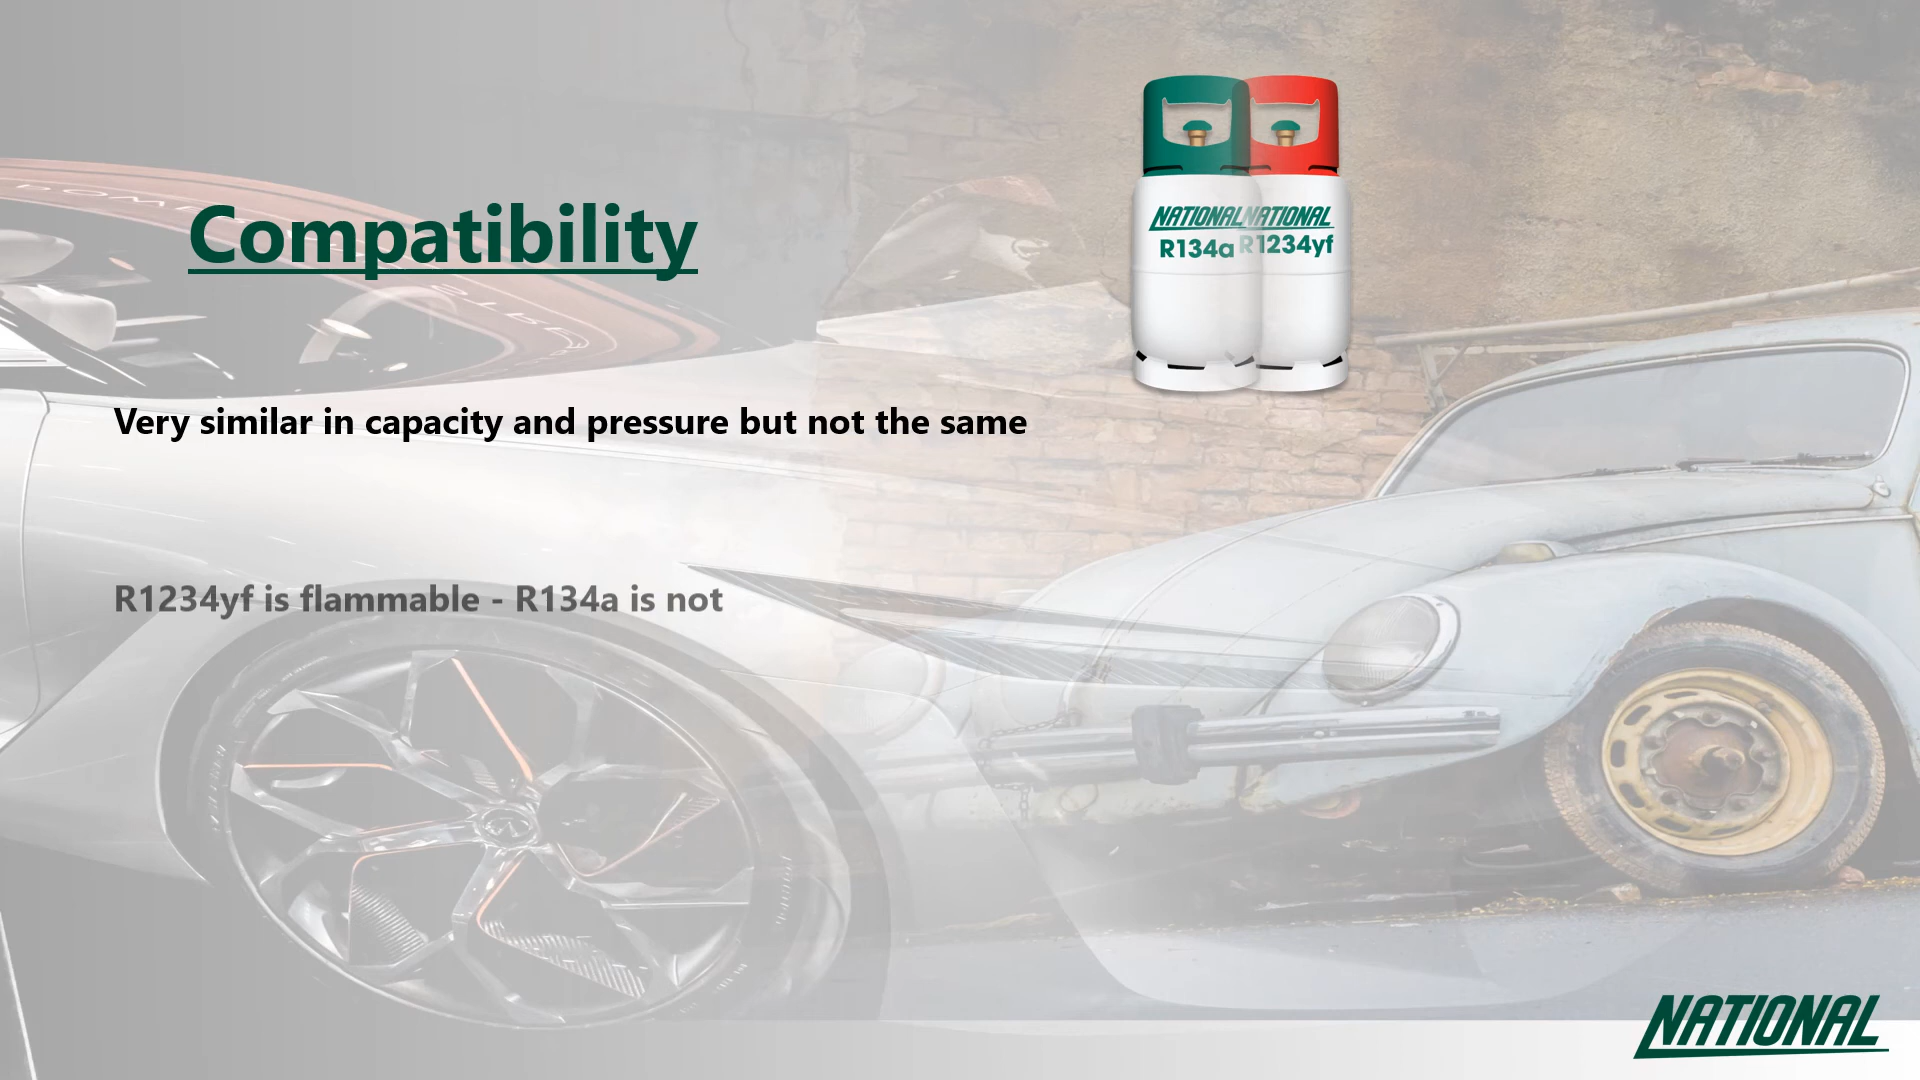 Compatibility
NATIONAL NATIONAL
R134a R1234yf
Very similar in capacity and pressure but not the same
R1234yf is flammable - R134a is not
NATIONAL